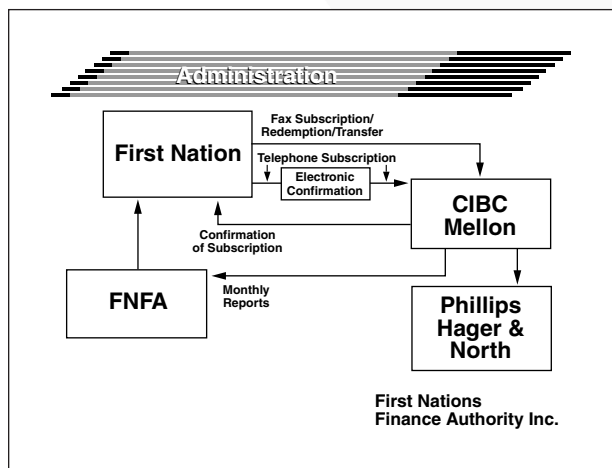 Administration
Fax Subscription/
Redemption/Transfer
First Nation
Telephone Subscription
Electronic
Confirmation
CIBC
Mellon
Confirmation
of Subscription
FNFA
Monthly
Reports
Phillips
Hager &
North
First Nations
Finance Authority Inc.